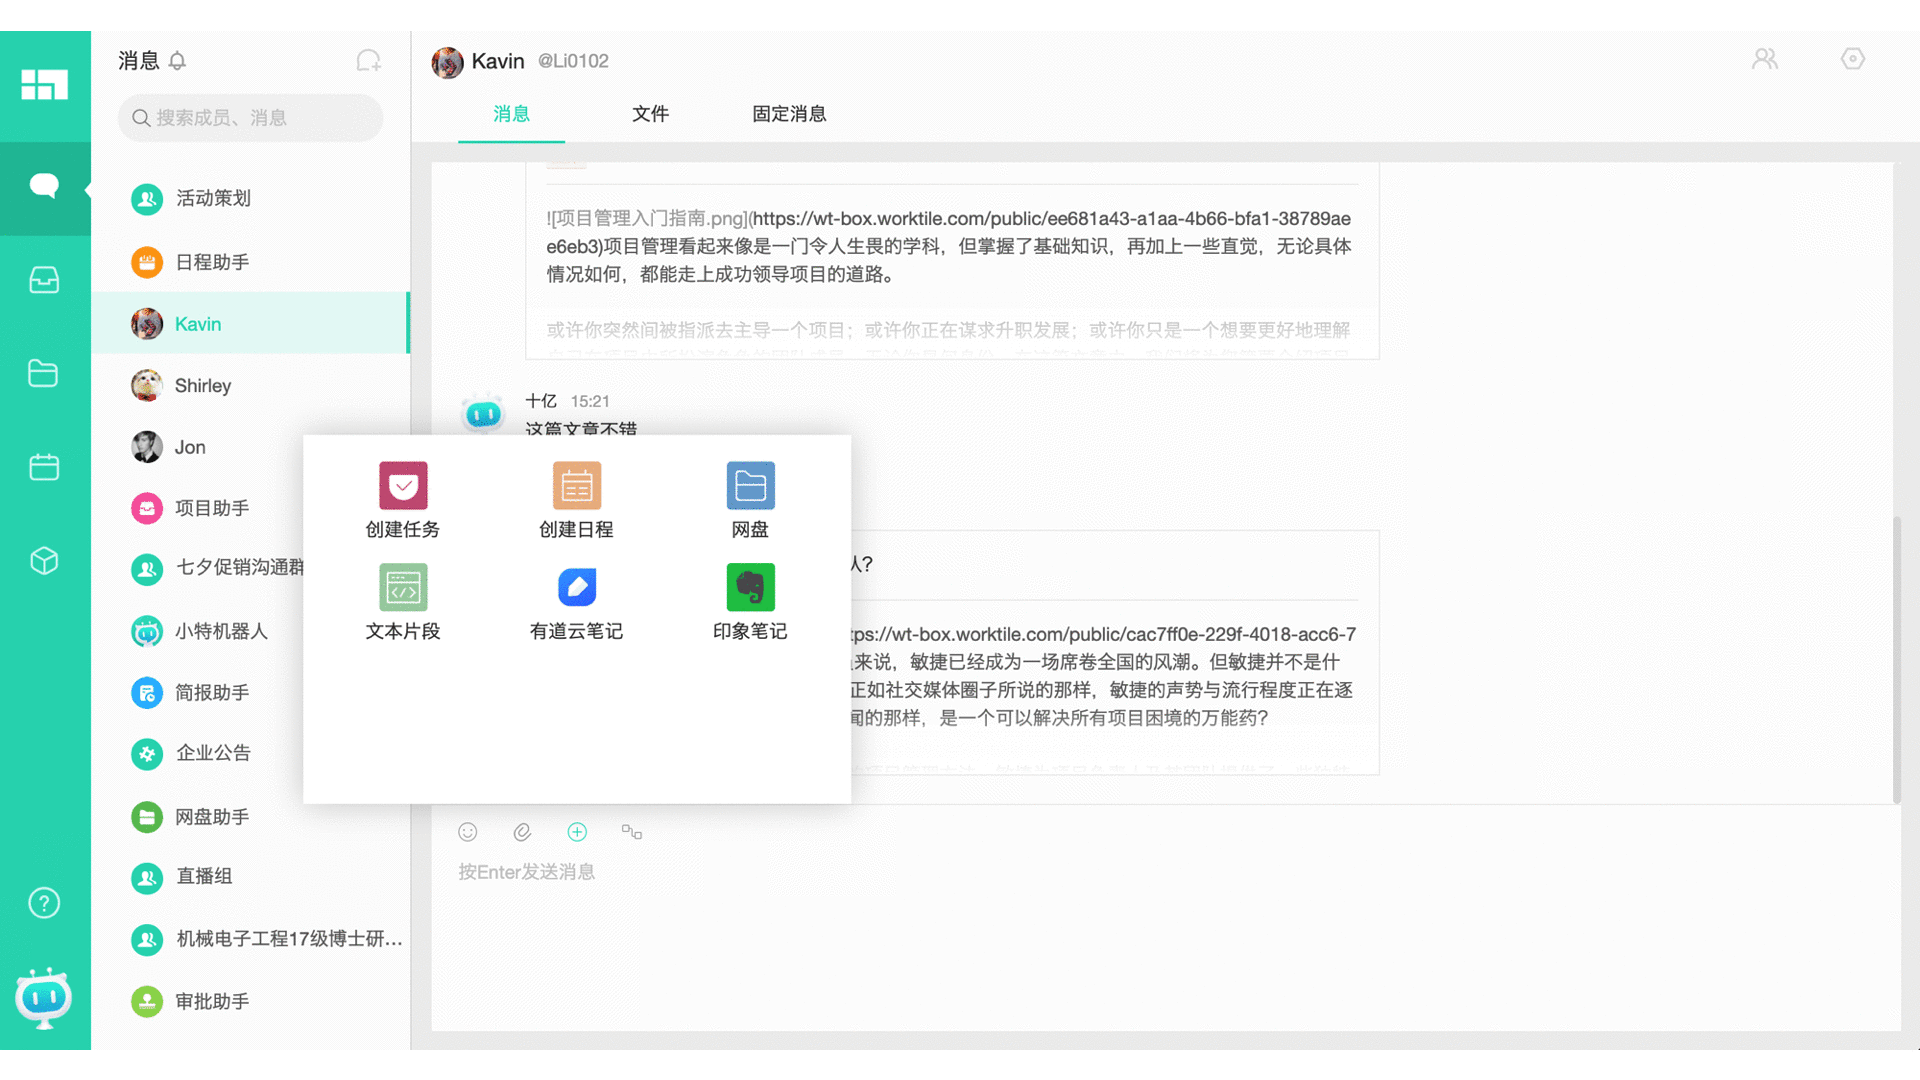 消息
搜索成员、消息
活动策划
日程助手
Kavin
Shirley
Jon
项目助手
七夕促销沟通群
小特机器人
简报助手
企业公告
网盘助手
直播组
机械电子工程17级博士研...
审批助手
Kavin @Li0102
消息 文件 固定消息
![项目管理入门指南.png](https://wt-box.worktile.com/public/ee681a43-a1aa-4b66-bfa1-38789ae
e6eb3)项目管理看起来像是一门令人生畏的学科，但掌握了基础知识，再加上一些直觉，无论具体
情况如何，都能走上成功领导项目的道路。
或许你突然间被指派去主导一个项目；或许你正在谋求升职发展；或许你只是一个想要更好地理解
十亿 15:21
这篇文章不错
创建任务 创建日程 网盘
文本片段 有道云笔记 印象笔记
?
tps://wt-box.worktile.com/public/cac7ff0e-229f-4018-acc6-7
来说，敏捷已经成为一场席卷全国的风潮。但敏捷并不是什
正如社交媒体圈子所说的那样，敏捷的声势与流行程度正在逐
闻的那样，是一个可以解决所有项目困境的万能药？
按Enter发送消息